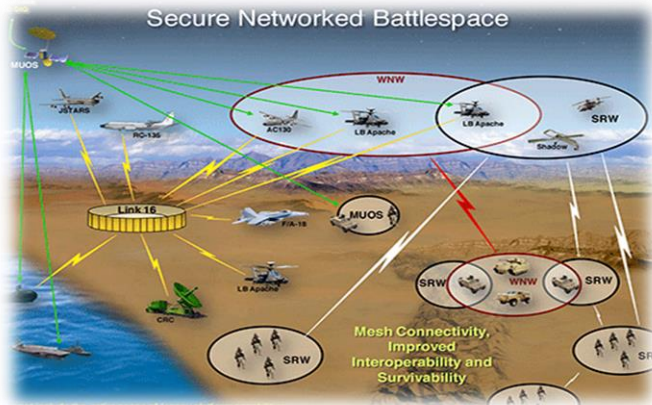 Secure Networked Battlespace
MUOS
WNW
JSTARS
RC-135
AC130
LB Apache
LB Apache
SRW
Shadow
Link 16
F/A-18
MUOS
LB Apache
CRC
SRW
WNW
SRW
SRW
Mesh Connectivity,
Improved
Interoperability and
Survivability